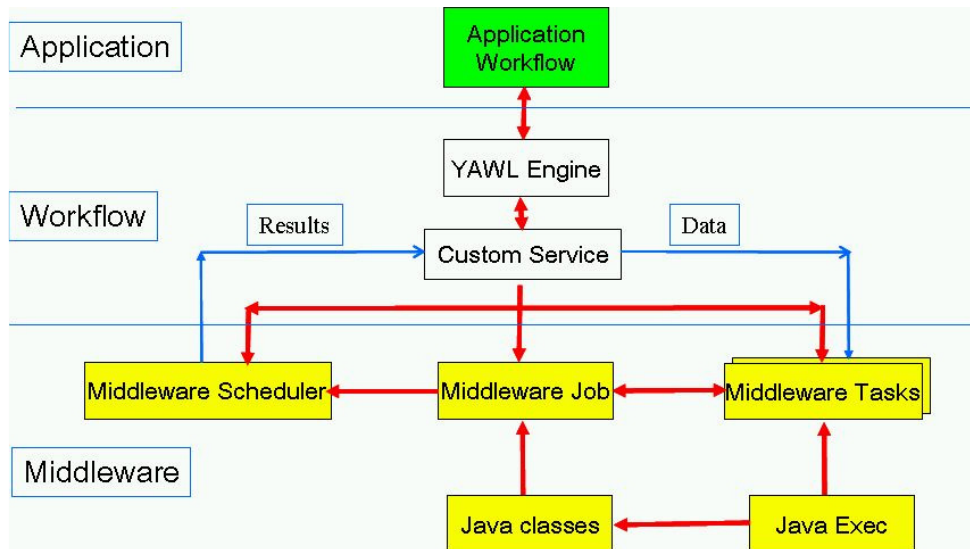 Application
Application
Workflow
YAWL Engine
Workflow
Results
Data
Custom Service
Middleware Scheduler
Middleware Job
Middleware Tasks
Middleware
Java classes
Java Exec